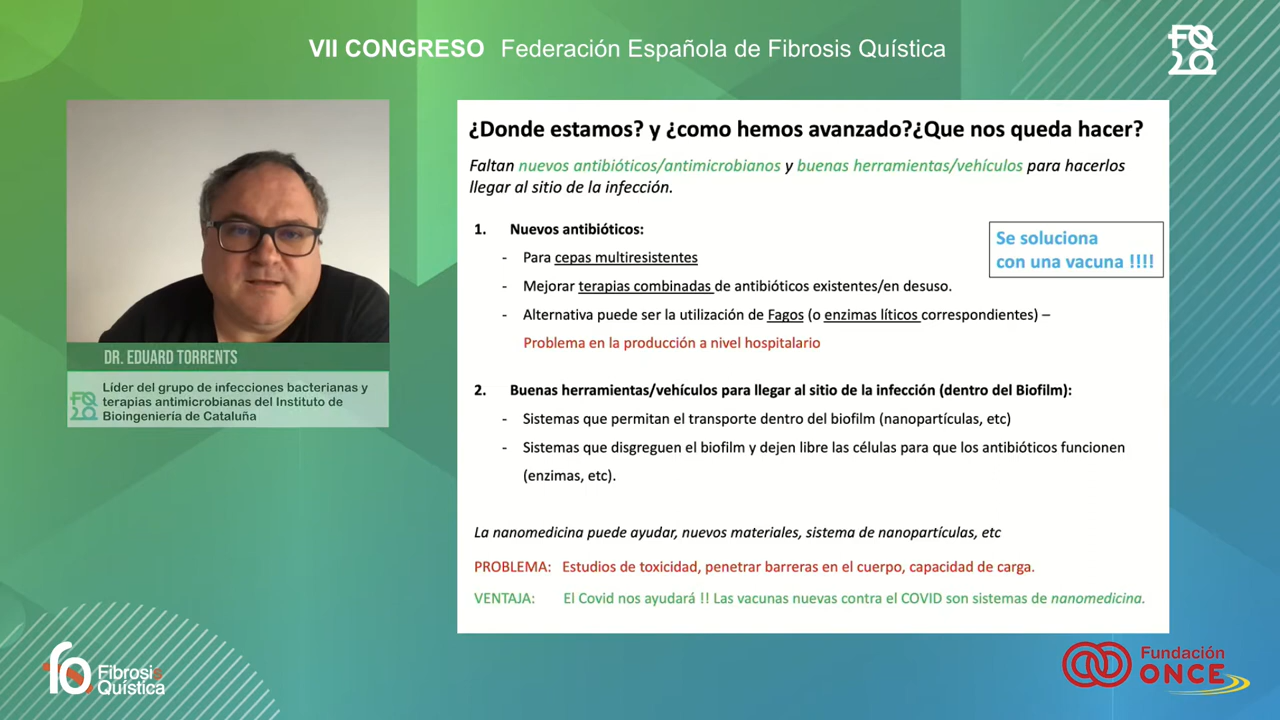 VII CONGRESO Federación Española de Fibrosis Quística
FQ
20
¿Donde estamos? y ¿como hemos avanzado?¿Que nos queda hacer?
Faltan nuevos antibióticos/antimicrobianos y buenas herramientas/vehículos para hacerlos
llegar al sitio de la infección.
1. Nuevos antibióticos:
- Para cepas multiresistentes
- Mejorar terapias combinadas de antibióticos existentes/en desuso.
- Alternativa puede ser la utilización de Fagos (o enzimas líticos correspondientes) –
Problema en la producción a nivel hospitalario
Se soluciona
con una vacuna !!!!
2. Buenas herramientas/vehículos para llegar al sitio de la infección (dentro del Biofilm):
- Sistemas que permitan el transporte dentro del biofilm (nanopartículas, etc)
- Sistemas que disgreguen el biofilm y dejen libre las células para que los antibióticos funcionen
(enzimas, etc).
La nanomedicina puede ayudar, nuevos materiales, sistema de nanopartículas, etc
PROBLEMA: Estudios de toxicidad, penetrar barreras en el cuerpo, capacidad de carga.
VENTAJA: El Covid nos ayudará !! Las vacunas nuevas contra el COVID son sistemas de nanomedicina.
DR. EDUARD TORRENTS
FQ
20
Líder del grupo de infecciones bacterianas y
terapias antimicrobianas del Instituto de
Bioingeniería de Cataluña
fq
Fibrosis
Quística
Fundación
ONCE